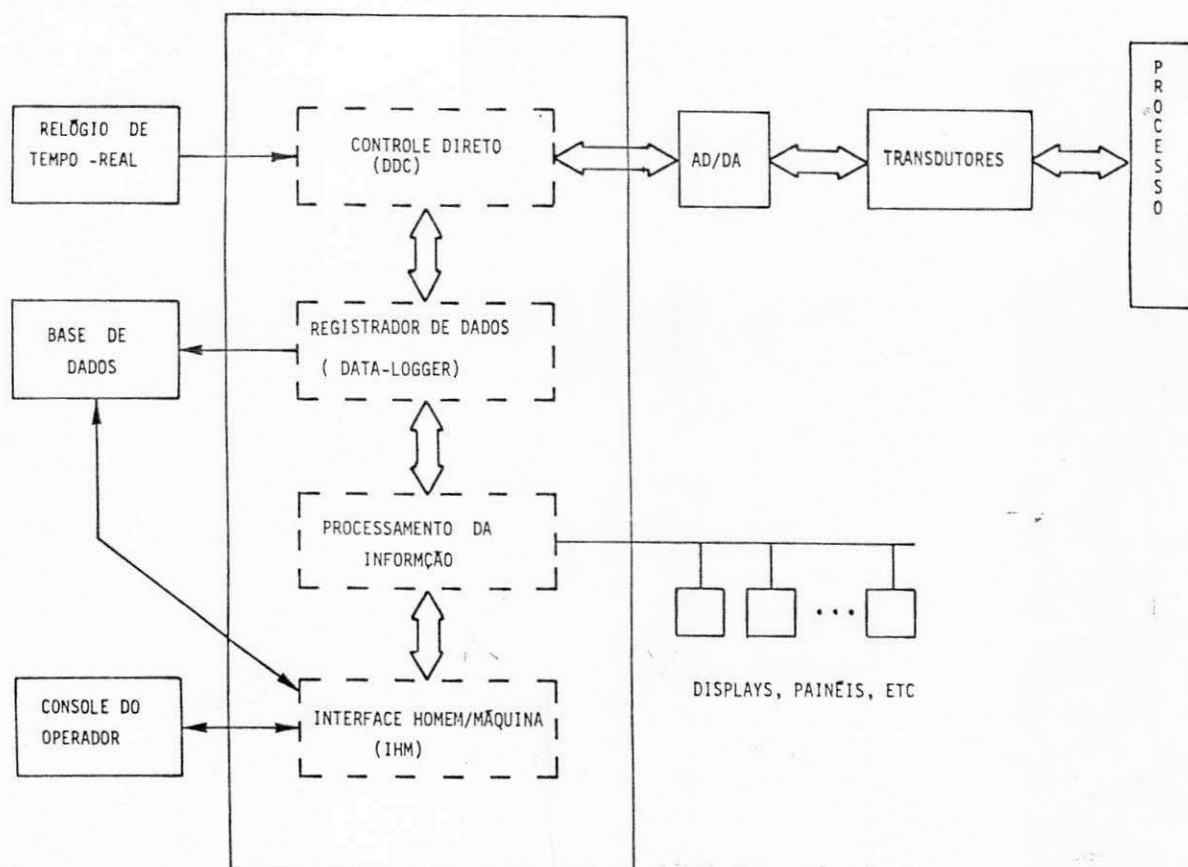 RELÓGIO DE
TEMPO -REAL
CONTROLE DIRETO
(DDC)
AD/DA
TRANSDUTORES
PROCESSO
BASE DE
DADOS
REGISTRADOR DE DADOS
( DATA-LOGGER)
PROCESSAMENTO DA
INFORMÇÃO
DISPLAYS, PAINÉIS, ETC
CONSOLE DO
OPERADOR
INTERFACE HOMEM/MÁQUINA
(IHM)